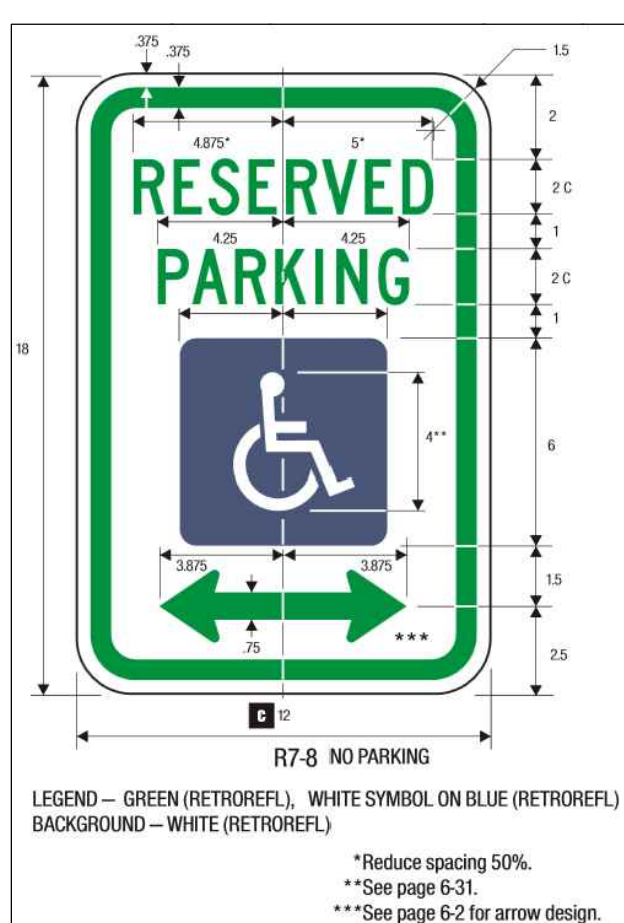 .375
.375
1.5
2
4.875*
5*
RESERVED
2 C
4.25
4.25
1
PARKING
2 C
1
18
4**
6
3.875
3.875
1.5
.75
***
2.5
C 12
R7-8 NO PARKING
LEGEND – GREEN (RETROREFL), WHITE SYMBOL ON BLUE (RETROREFL)
BACKGROUND – WHITE (RETROREFL)
*Reduce spacing 50%.
**See page 6-31.
***See page 6-2 for arrow design.